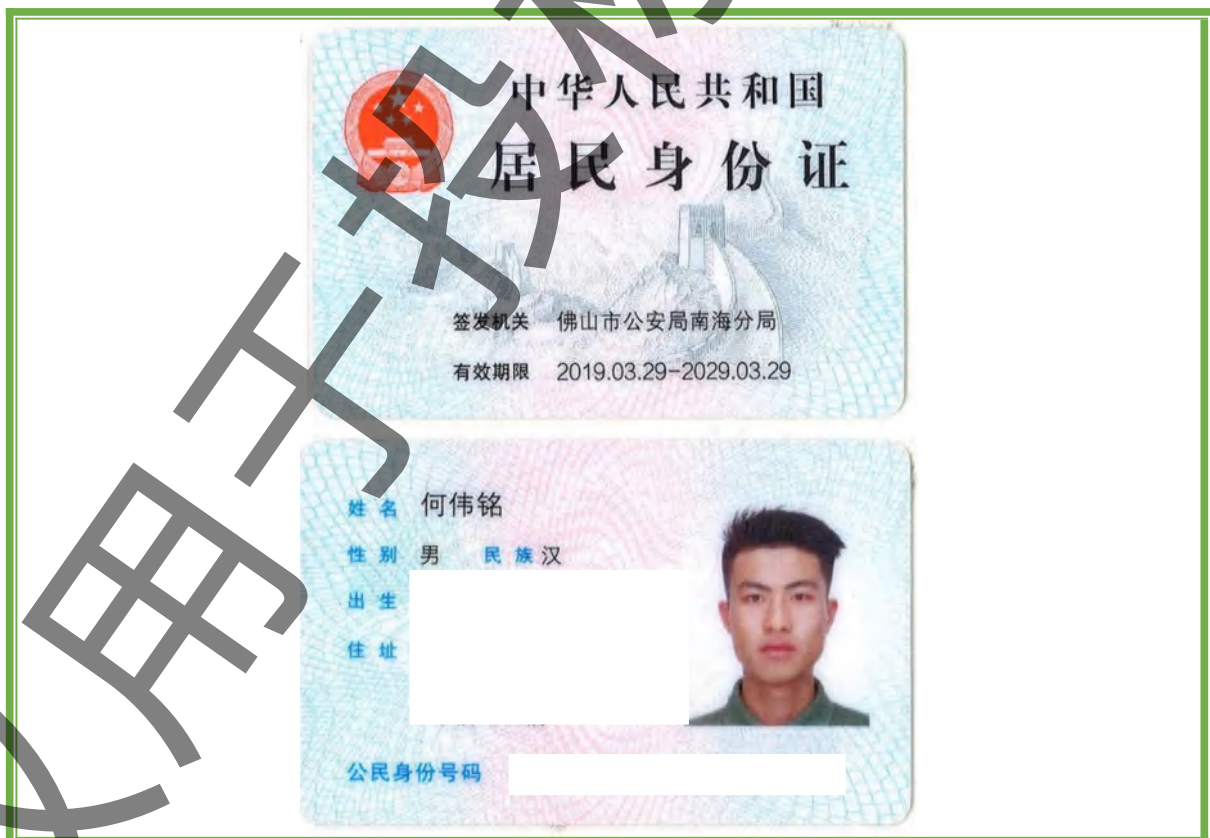 中华人民共和国
居民身份证
签发机关 佛山市公安局南海分局
有效期限 2019.03.29-2029.03.29
姓名 何伟铭
性别 男 民族 汉
出生
住址
公民身份号码
用于投